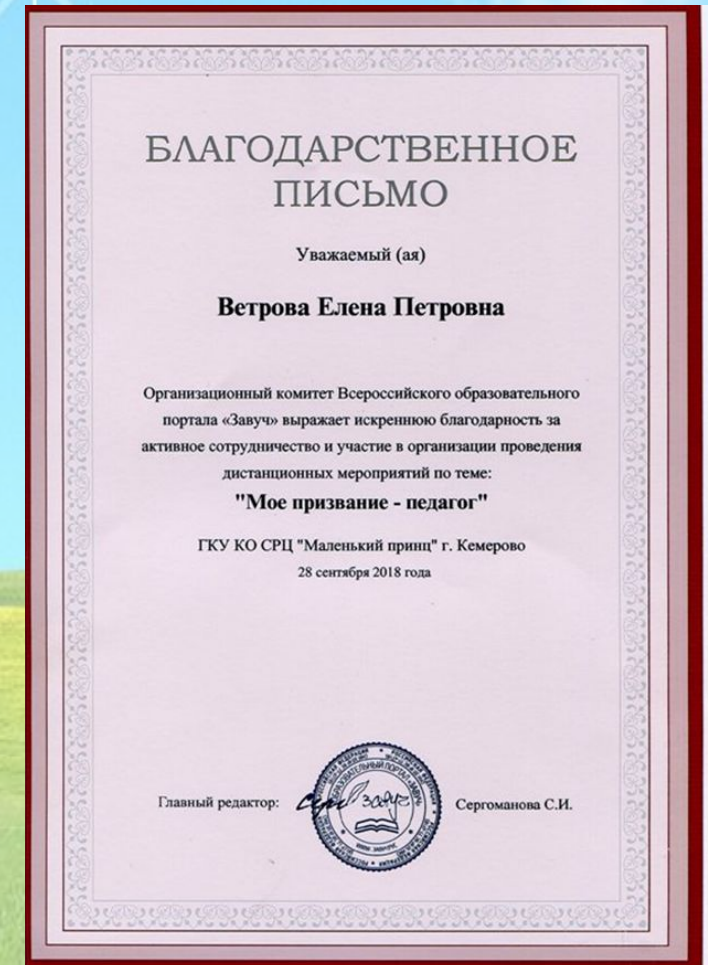 БЛАГОДАРСТВЕННОЕ
ПИСЬМО
Уважаемый (ая)
Ветрова Елена Петровна
Организационный комитет Всероссийского образовательного
портала «Завуч» выражает искреннюю благодарность за
активное сотрудничество и участие в организации проведения
дистанционных мероприятий по теме:
"Мое призвание - педагог"
ГКУ КО СРЦ "Маленький принц" г. Кемерово
28 сентября 2018 года
Главный редактор:
завуч
Сергоманова С.И.